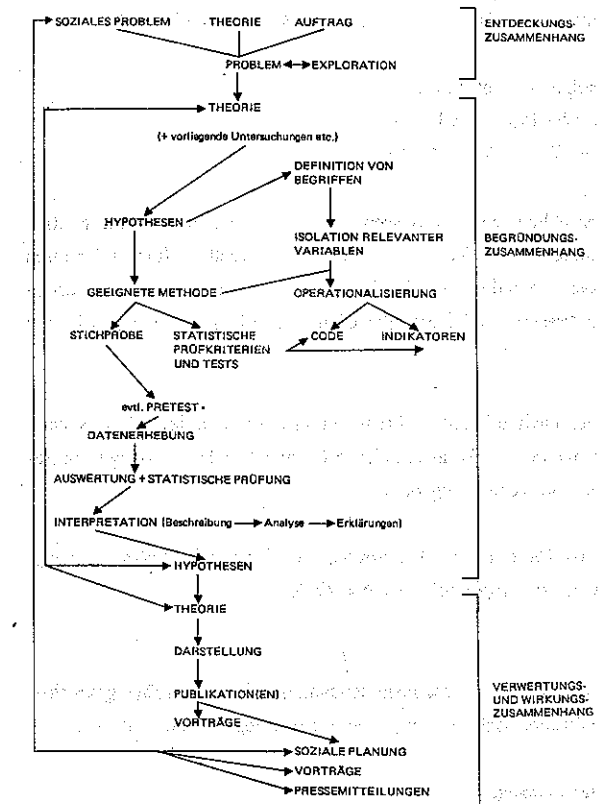 SOZIALES PROBLEM THEORIE AUFTRAG
ENTDECKUNGS-
ZUSAMMENHANG
PROBLEM EXPLORATION
THEORIE
(+ vorliegende Untersuchungen etc.)
DEFINITION VON
BEGRIFFEN
HYPOTHESEN
ISOLATION RELEVANTER
VARIABLEN
BEGRÜNDUNGS-
ZUSAMMENHANG
GEEIGNETE METHODE OPERATIONALISIERUNG
STICHPROBE STATISTISCHE CODE INDIKATOREN
PRÜFKRITERIEN
UND TESTS
evtl. PRETEST
DATENERHEBUNG
AUSWERTUNG + STATISTISCHE PRÜFUNG
INTERPRETATION (Beschreibung Analyse Erklärungen)
HYPOTHESEN
THEORIE
DARSTELLUNG
PUBLIKATION(EN)
VORTRÄGE
VERWERTUNGS-
UND WIRKUNGS-
ZUSAMMENHANG
SOZIALE PLANUNG
VORTRÄGE
PRESSEMITTEILUNGEN